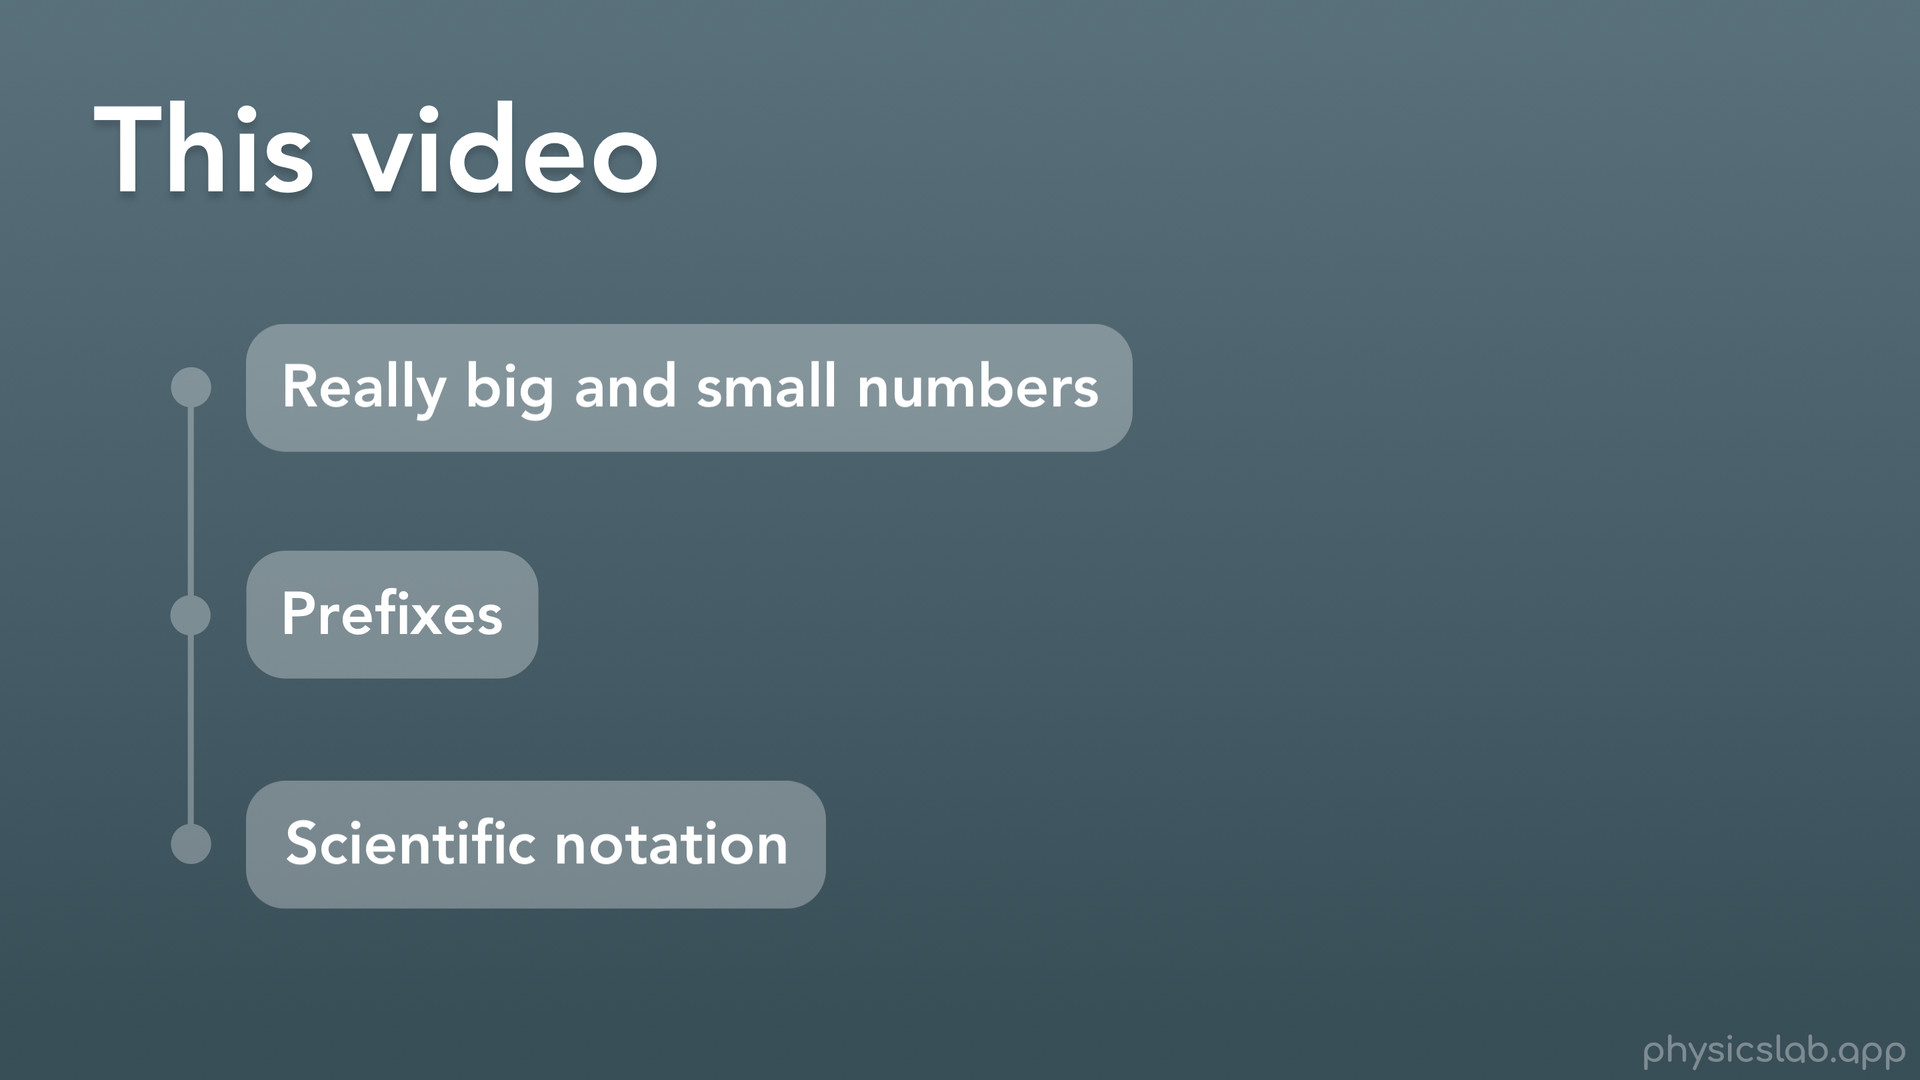 This video
Really big and small numbers
Prefixes
Scientific notation
physicslab.app